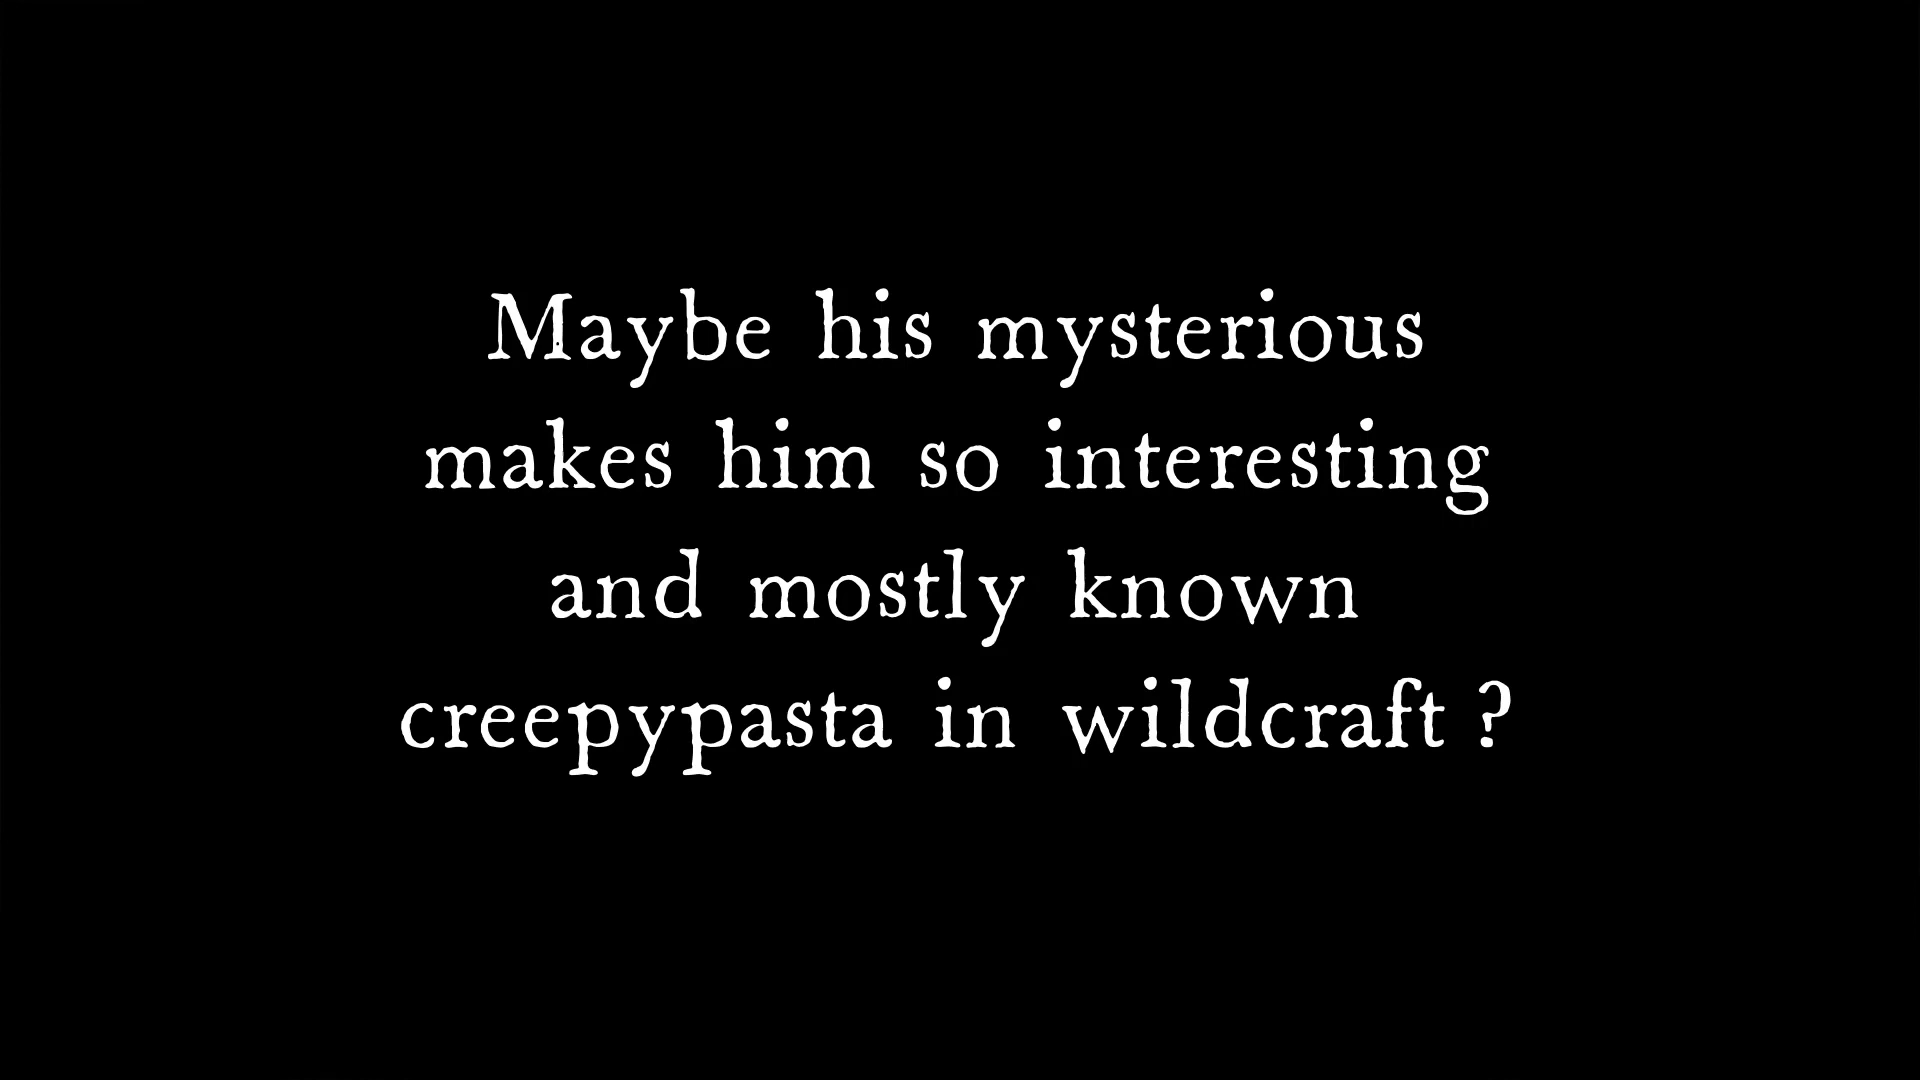 Maybe his mysterious
makes him so interesting
and mostly known
creepypasta in wildcraft ?